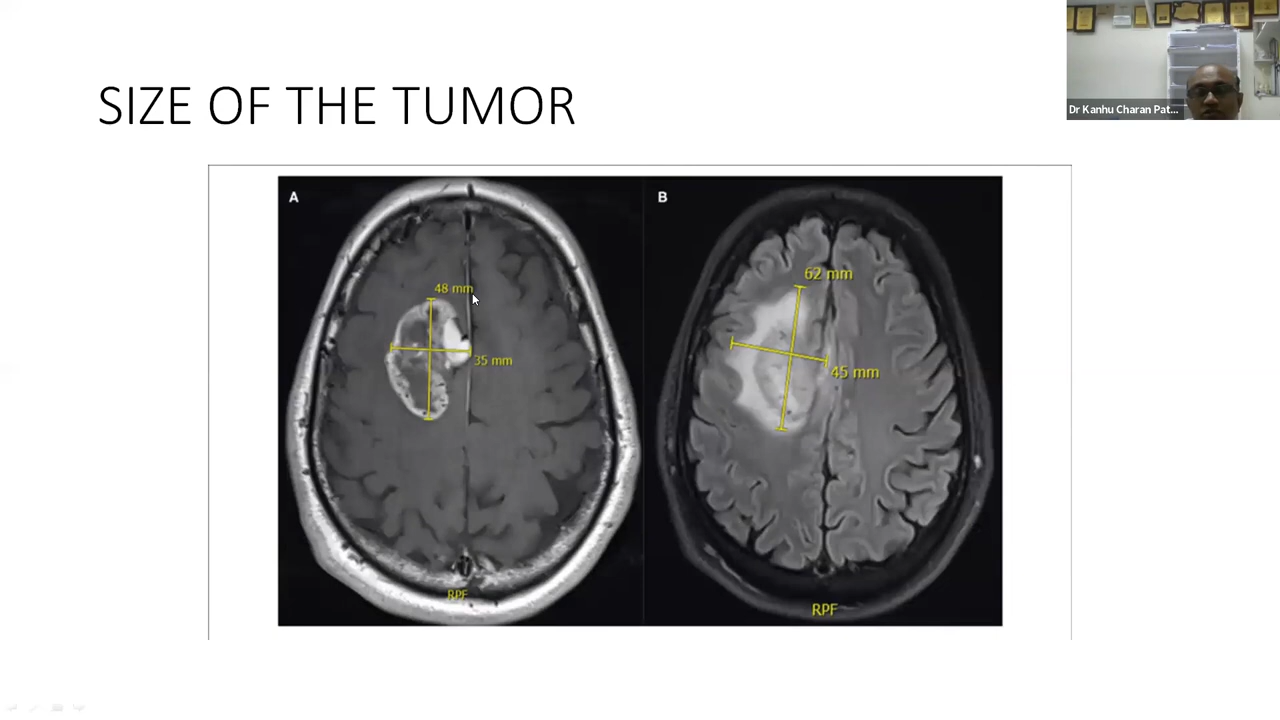 SIZE OF THE TUMOR
Dr Kanhu Charan Pat...
A
48 mm
35 mm
RPF
B
62 mm
45 mm
RPF